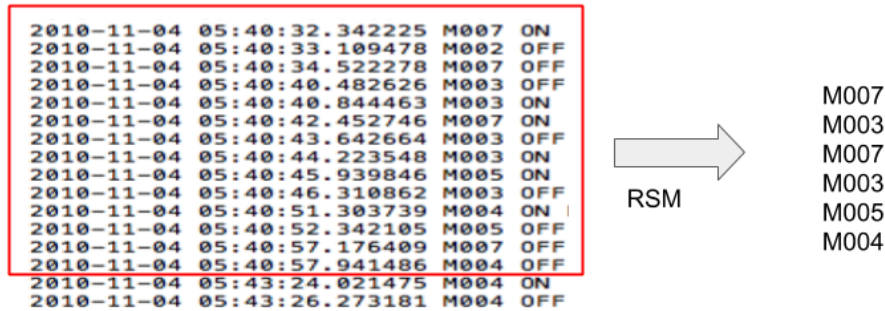 2010-11-04 05:40:32.342225 M007 ON
2010-11-04 05:40:33.109478 M002 OFF
2010-11-04 05:40:34.522278 M007 OFF
2010-11-04 05:40:40.482626 M003 OFF
2010-11-04 05:40:40.844463 M003 ON
2010-11-04 05:40:42.452746 M007 ON
2010-11-04 05:40:43.642664 M003 OFF
2010-11-04 05:40:44.223548 M003 ON
2010-11-04 05:40:45.939846 M005 ON
2010-11-04 05:40:46.310862 M003 OFF
2010-11-04 05:40:51.303739 M004 ON
2010-11-04 05:40:52.342105 M005 OFF
2010-11-04 05:40:57.176409 M007 OFF
2010-11-04 05:40:57.941486 M004 OFF
2010-11-04 05:43:24.021475 M004 ON
2010-11-04 05:43:26.273181 M004 OFF
RSM
M007
M003
M007
M003
M005
M004